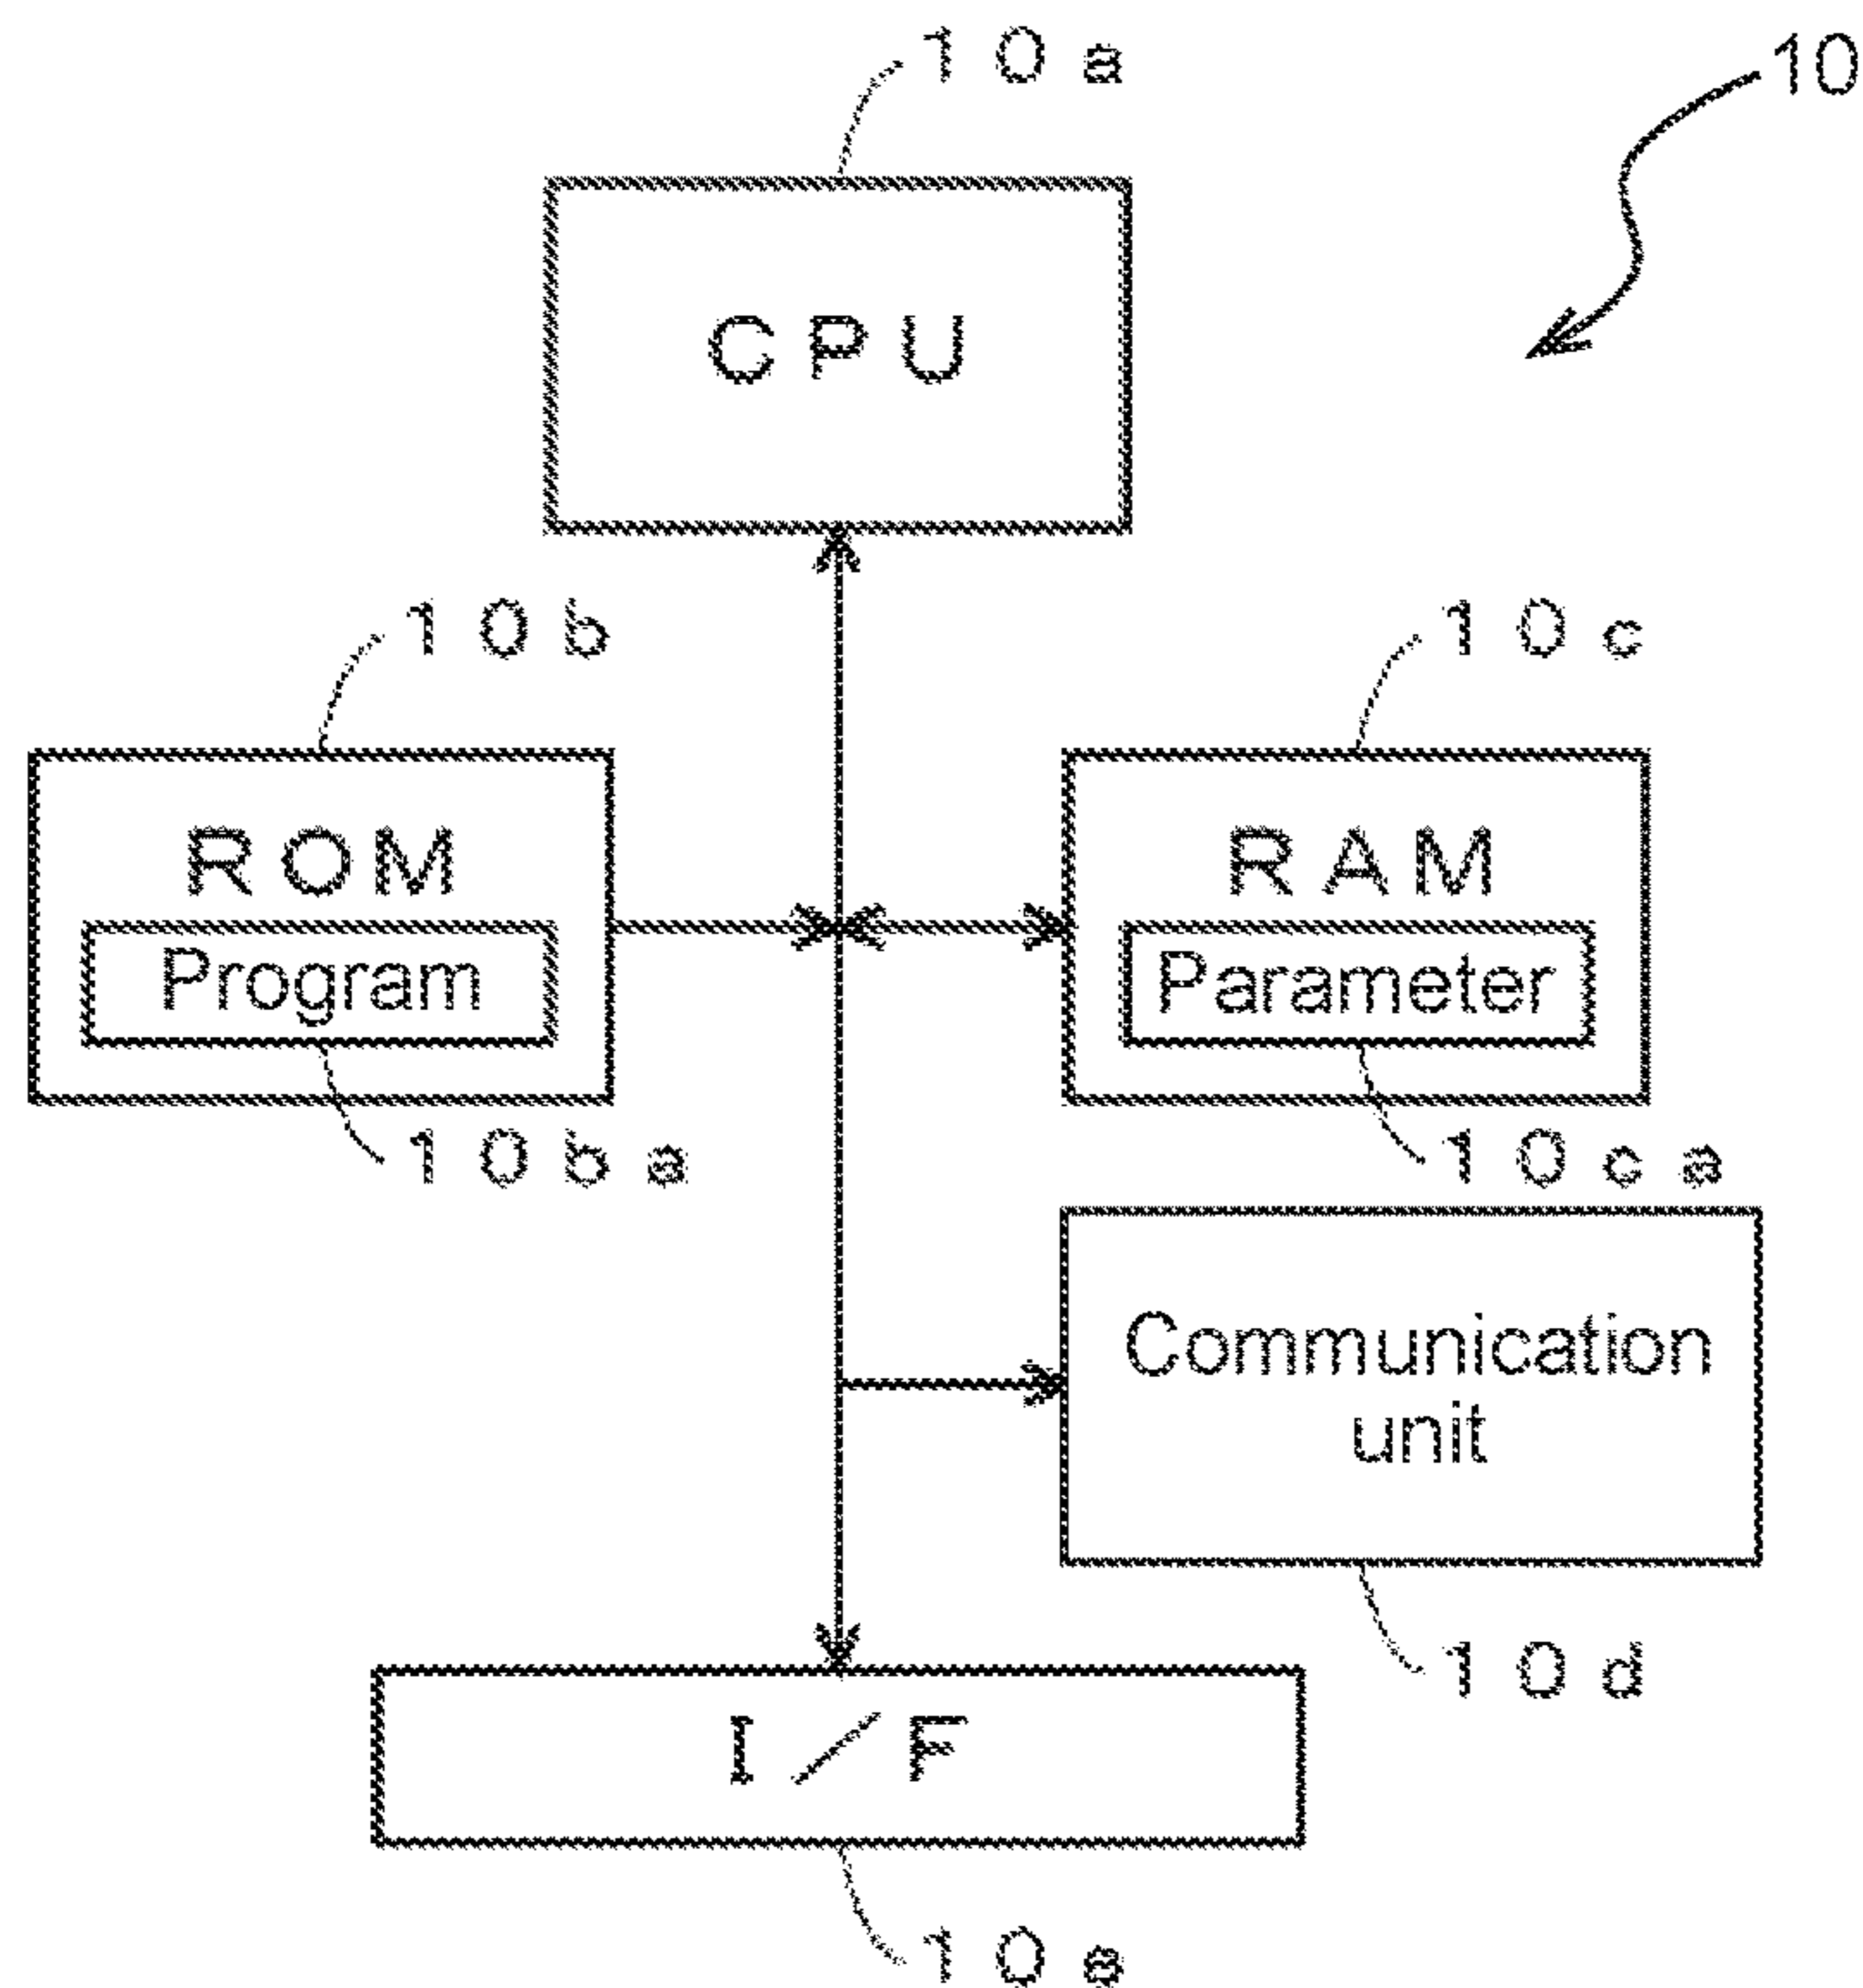 10a
10
CPU
10b
10c
ROM
RAM
Program
Parameter
10ba
10ca
Communication
unit
10d
I/F
10e